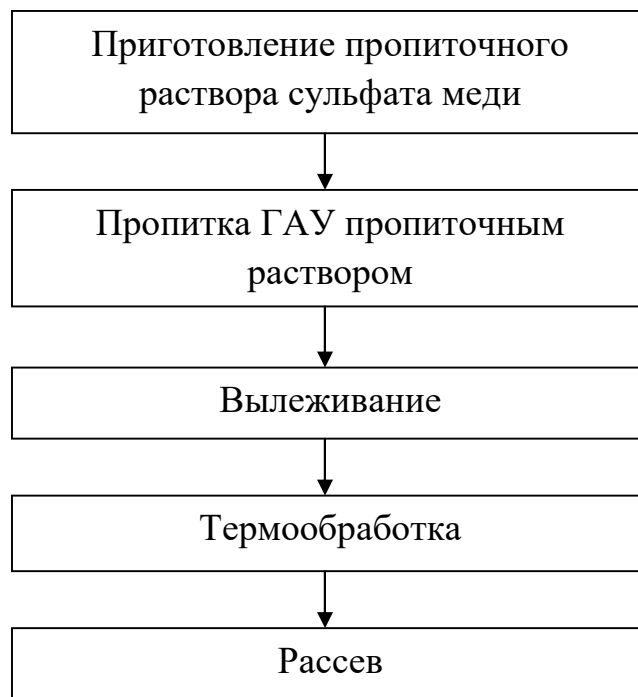 Приготовление пропиточного
раствора сульфата меди
Пропитка ГАУ пропиточным
раствором
Вылеживание
Термообработка
Рассев